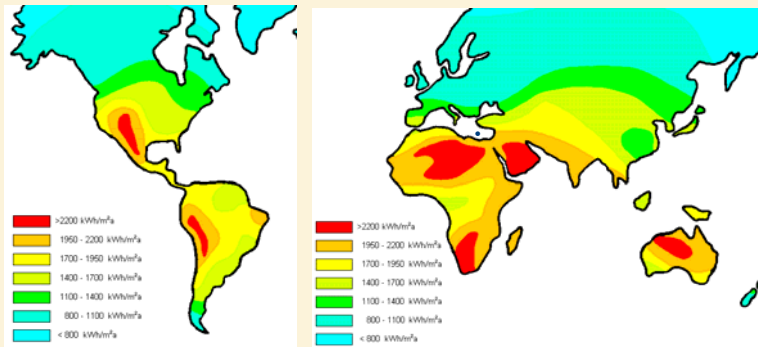 >2200 kWh/m²a
1950 - 2200 kWh/m²a
1700 - 1950 kWh/m²a
1400 - 1700 kWh/m²a
1100 - 1400 kWh/m²a
800 - 1100 kWh/m²a
< 800 kWh/m²a
>2200 kWh/m²a
1950 - 2200 kWh/m²a
1700 - 1950 kWh/m²a
1400 - 1700 kWh/m²a
1100 - 1400 kWh/m²a
800 - 1100 kWh/m²a
< 800 kWh/m²a